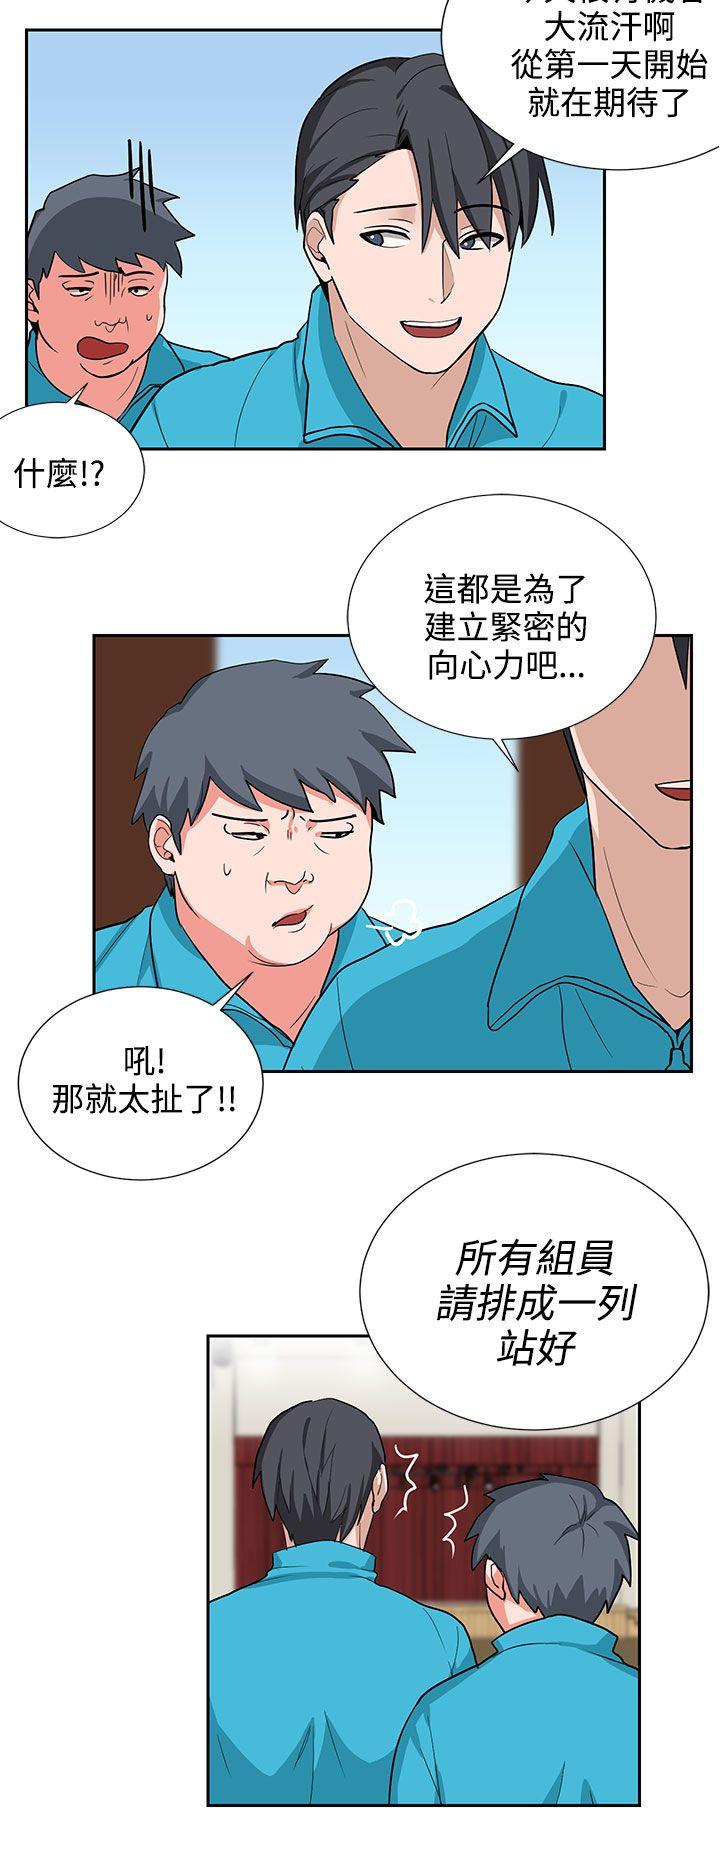 大流汗啊
從第一天開始
就在期待了
什麼!?
這都是為了
建立緊密的
向心力吧...
吼!
那就太扯了!!
所有組員
請排成一列
站好